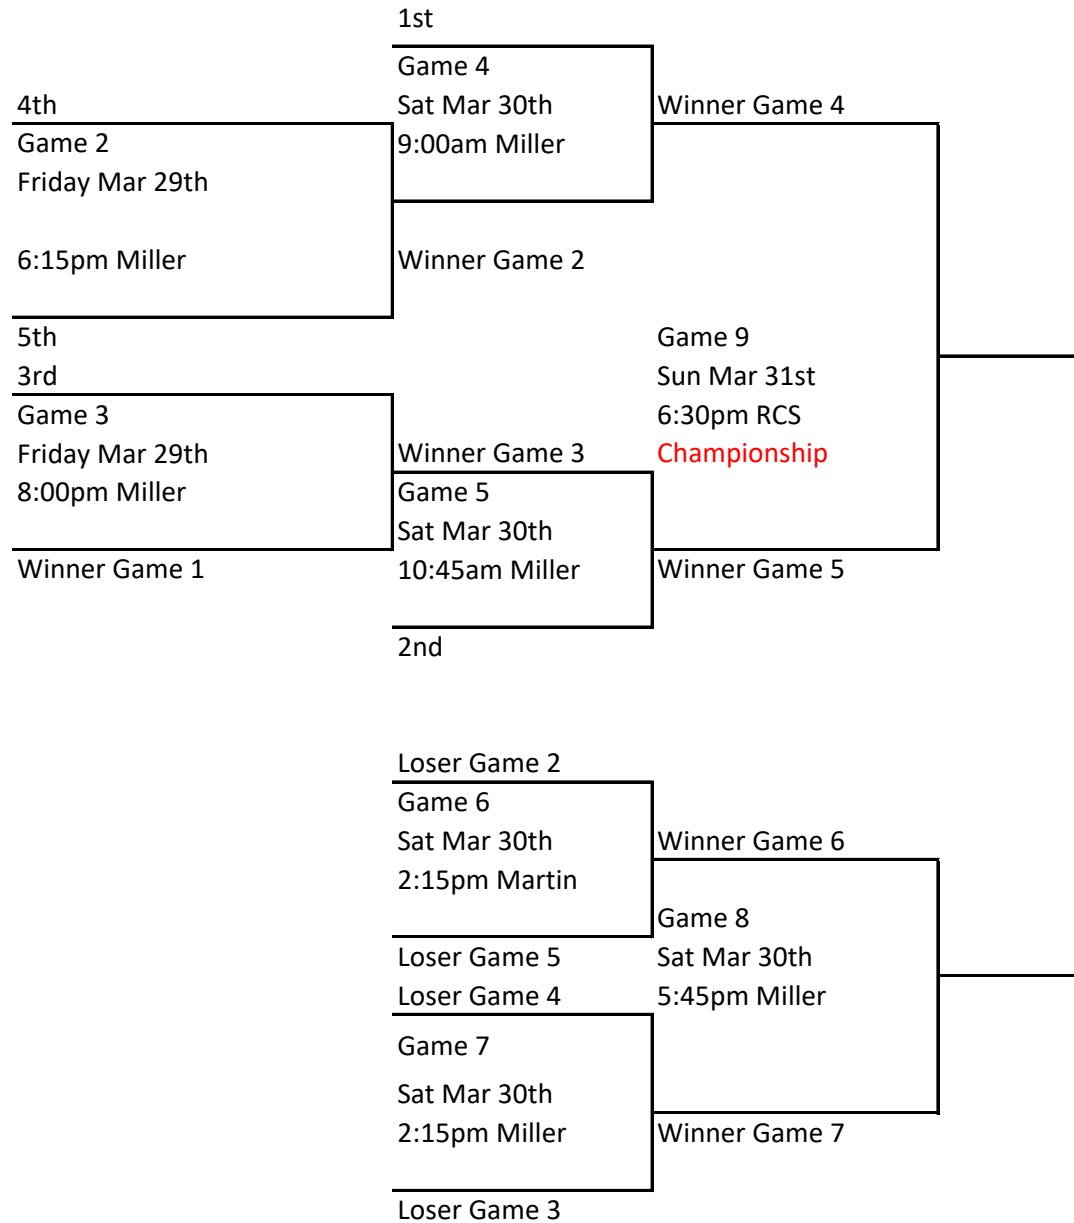 1st
Game 4
Sat Mar 30th
9:00am Miller
4th
Game 2
Friday Mar 29th
6:15pm Miller
5th
Winner Game 4
Winner Game 2
3rd
Game 3
Friday Mar 29th
8:00pm Miller
Winner Game 1
Winner Game 3
Game 5
Sat Mar 30th
10:45am Miller
2nd
Game 9
Sun Mar 31st
6:30pm RCS
Championship
Winner Game 5
Loser Game 2
Game 6
Sat Mar 30th
2:15pm Martin
Loser Game 5
Loser Game 4
Game 7
Sat Mar 30th
2:15pm Miller
Loser Game 3
Winner Game 6
Game 8
Sat Mar 30th
5:45pm Miller
Winner Game 7